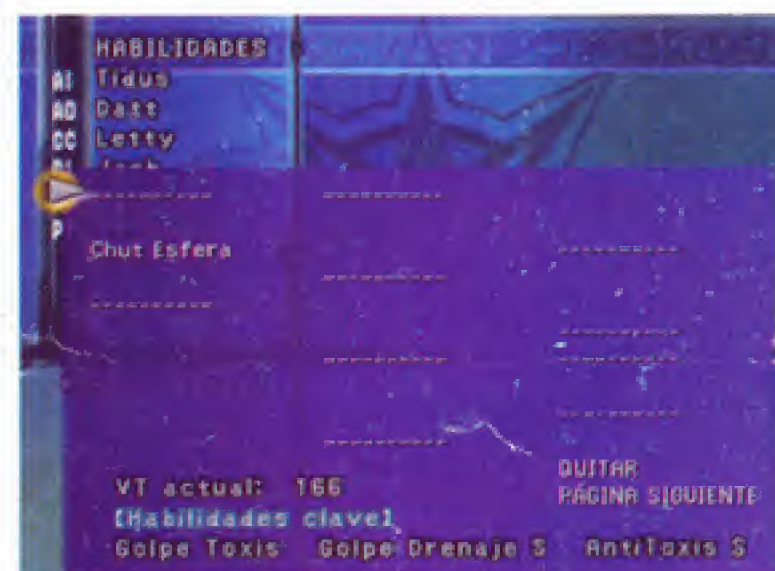 HABILIDADES
AI Tidus
AD Datt
CC Letty
Chut Esfera
VT actual: 166
QUITAR
PÁGINA SIGUIENTE
[Habilidades clave]
Golpe Toxis Golpe Drenaje S AntiToxis S